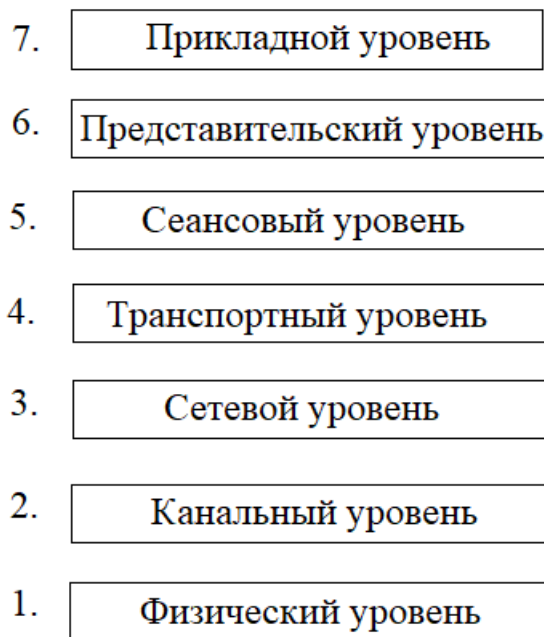 7. Прикладной уровень
6. Представительский уровень
5. Сеансовый уровень
4. Транспортный уровень
3. Сетевой уровень
2. Канальный уровень
1. Физический уровень